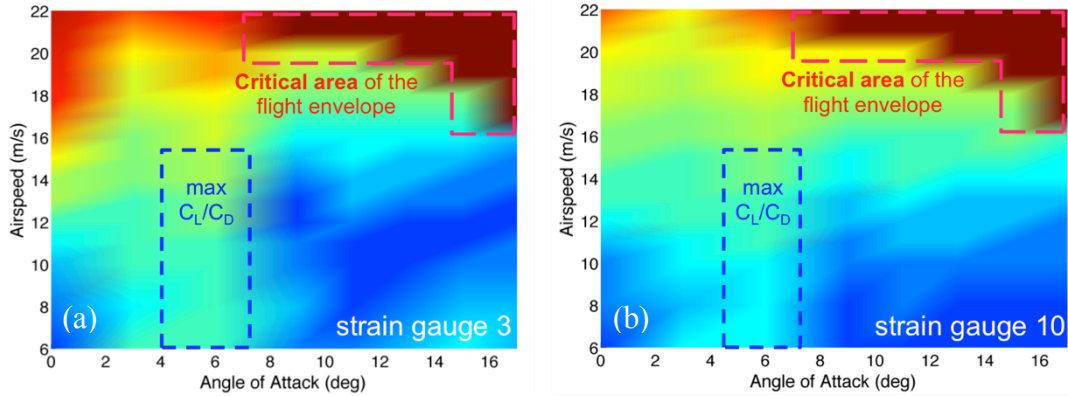 22
20
18
16
14
12
10
8
6
Airspeed (m/s)
Critical area of the
flight envelope
max
CL/CD
(a)
strain gauge 3
0 2 4 6 8 10 12 14 16
Angle of Attack (deg)
22
20
18
16
14
12
10
8
6
Airspeed (m/s)
Critical area of the
flight envelope
max
CL/CD
(b)
strain gauge 10
0 2 4 6 8 10 12 14 16
Angle of Attack (deg)